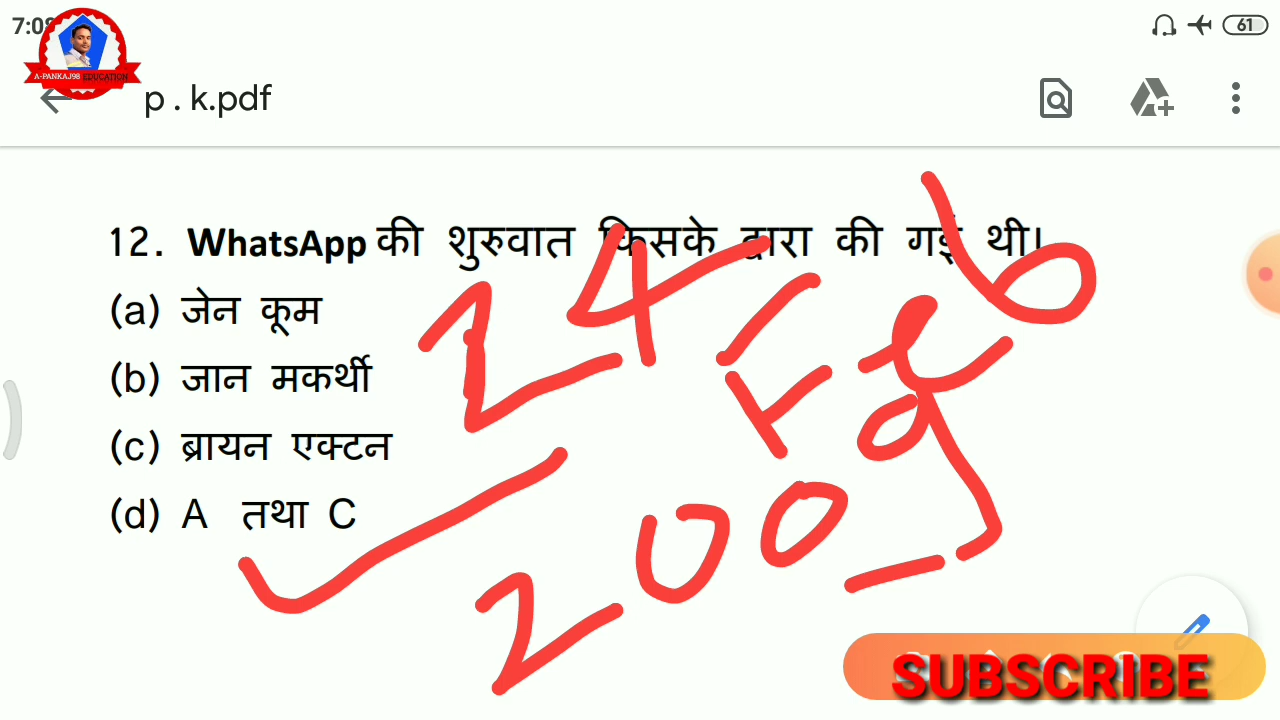 7:08
61
A-PANKAJ98 EDUCATION
p . k.pdf
12. WhatsApp की शुरुवात किसके द्वारा की गई थी।
(a) जेन कूम
(b) जान मकर्थी
(c) ब्रायन एक्टन
(d) A तथा C
24 Feb
2009
SUBSCRIBE